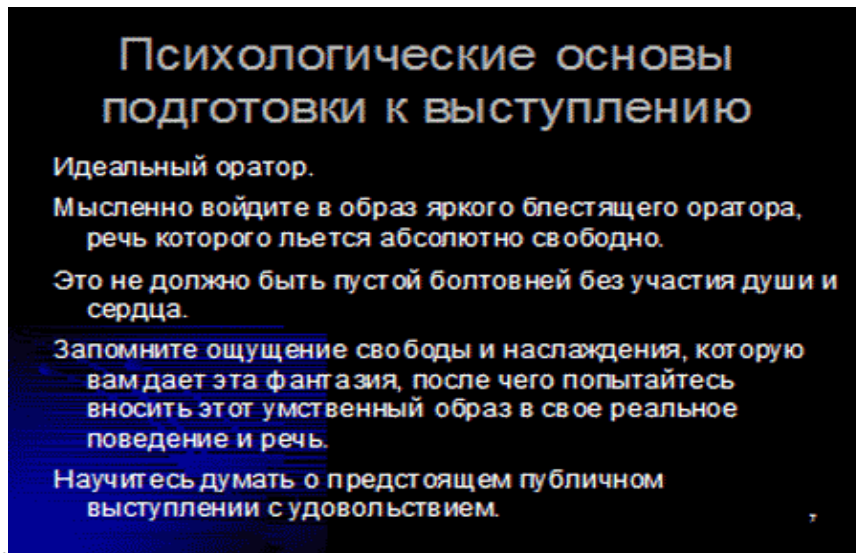 Психологические основы
подготовки к выступлению
Идеальный оратор.
Мысленно войдите в образ яркого блестящего оратора,
речь которого льется абсолютно свободно.
Это не должно быть пустой болтовней без участия души и
сердца.
Запомните ощущение свободы и наслаждения, которую
вам дает эта фантазия, после чего попытайтесь
вносить этот умственный образ в свое реальное
поведение и речь.
Научитесь думать о предстоящем публичном
выступлении с удовольствием.